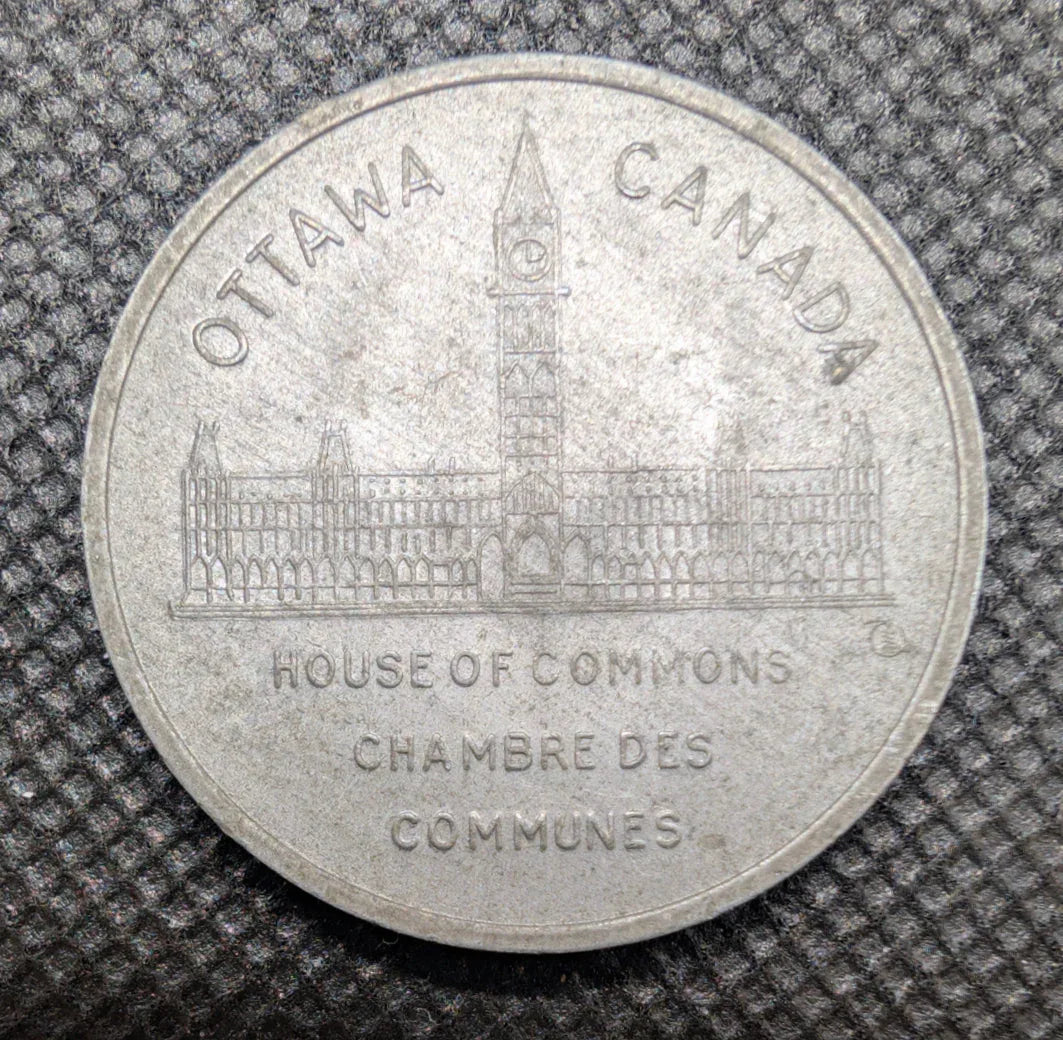 OTTAWA CANADA
HOUSE OF COMMONS
CHAMBRE DES
COMMUNES